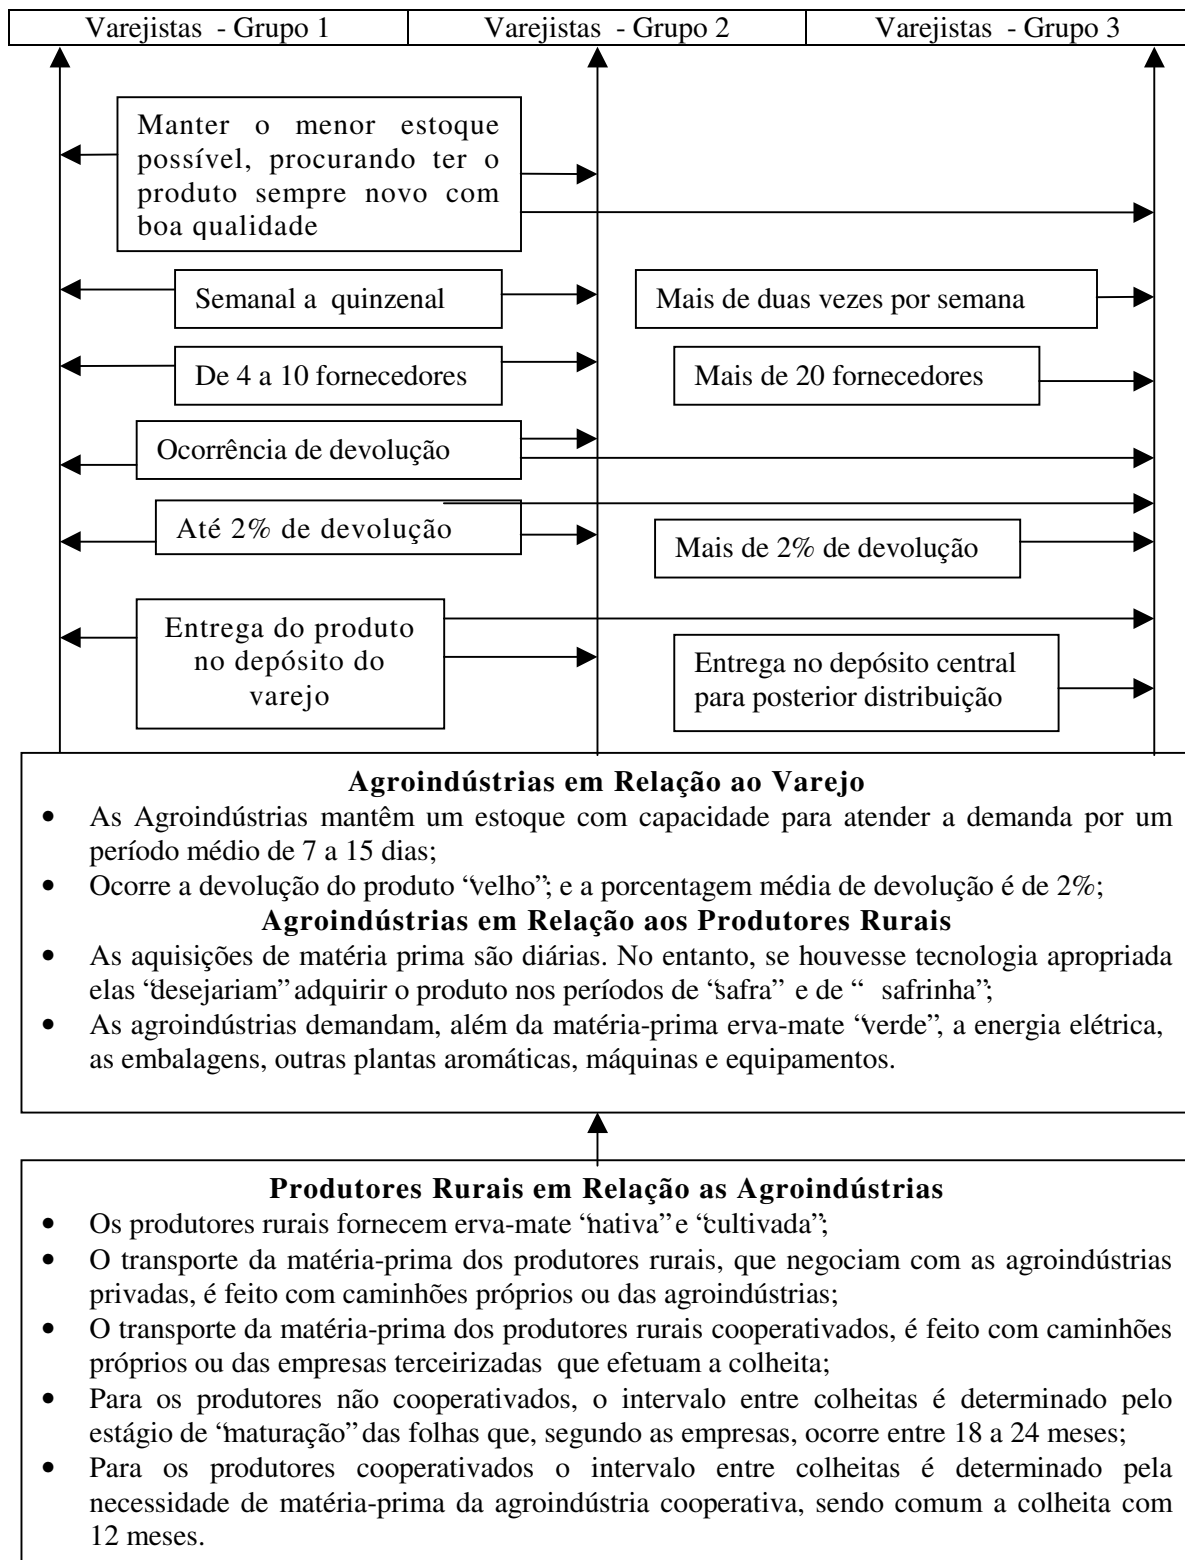 Varejistas - Grupo 1
Varejistas - Grupo 2
Varejistas - Grupo 3
Manter o menor estoque
possível, procurando ter o
produto sempre novo com
boa qualidade
Semanal a quinzenal
Mais de duas vezes por semana
De 4 a 10 fornecedores
Mais de 20 fornecedores
Ocorrência de devolução
Até 2% de devolução
Mais de 2% de devolução
Entrega do produto
no depósito do
varejo
Entrega no depósito central
para posterior distribuição
Agroindústrias em Relação ao Varejo
• As Agroindústrias mantêm um estoque com capacidade para atender a demanda por um
período médio de 7 a 15 dias;
• Ocorre a devolução do produto “velho”; e a porcentagem média de devolução é de 2%;
Agroindústrias em Relação aos Produtores Rurais
• As aquisições de matéria prima são diárias. No entanto, se houvesse tecnologia apropriada
elas “desejariam” adquirir o produto nos períodos de “safra” e de “ safrinha”;
• As agroindústrias demandam, além da matéria-prima erva-mate “verde”, a energia elétrica,
as embalagens, outras plantas aromáticas, máquinas e equipamentos.
Produtores Rurais em Relação as Agroindústrias
• Os produtores rurais fornecem erva-mate “nativa” e “cultivada”;
• O transporte da matéria-prima dos produtores rurais, que negociam com as agroindústrias
privadas, é feito com caminhões próprios ou das agroindústrias;
• O transporte da matéria-prima dos produtores rurais cooperativados, é feito com caminhões
próprios ou das empresas terceirizadas que efetuam a colheita;
• Para os produtores não cooperativados, o intervalo entre colheitas é determinado pelo
estágio de “maturação” das folhas que, segundo as empresas, ocorre entre 18 a 24 meses;
• Para os produtores cooperativados o intervalo entre colheitas é determinado pela
necessidade de matéria-prima da agroindústria cooperativa, sendo comum a colheita com
12 meses.